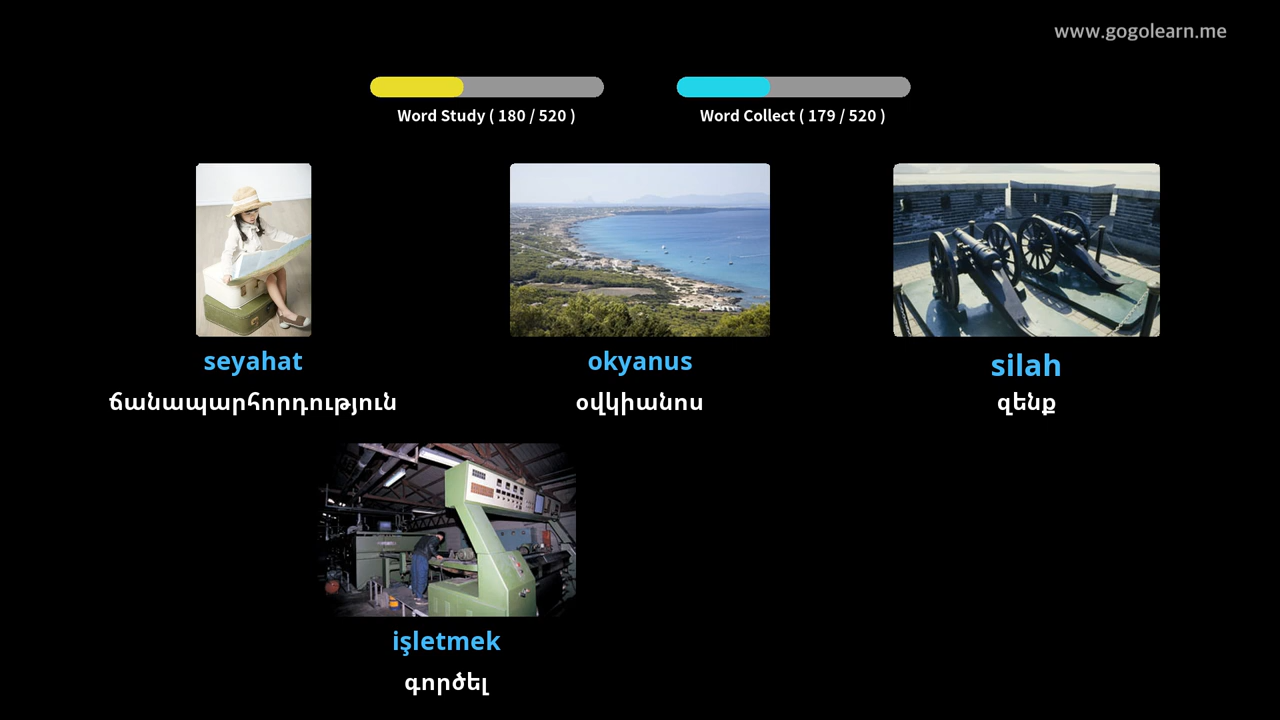 www.gogolearn.me
Word Study ( 180 / 520 )
Word Collect ( 179 / 520 )
seyahat
okyanus
silah
ճանապարհորդություն
օվկիանոս
զենք
işletmek
գործել